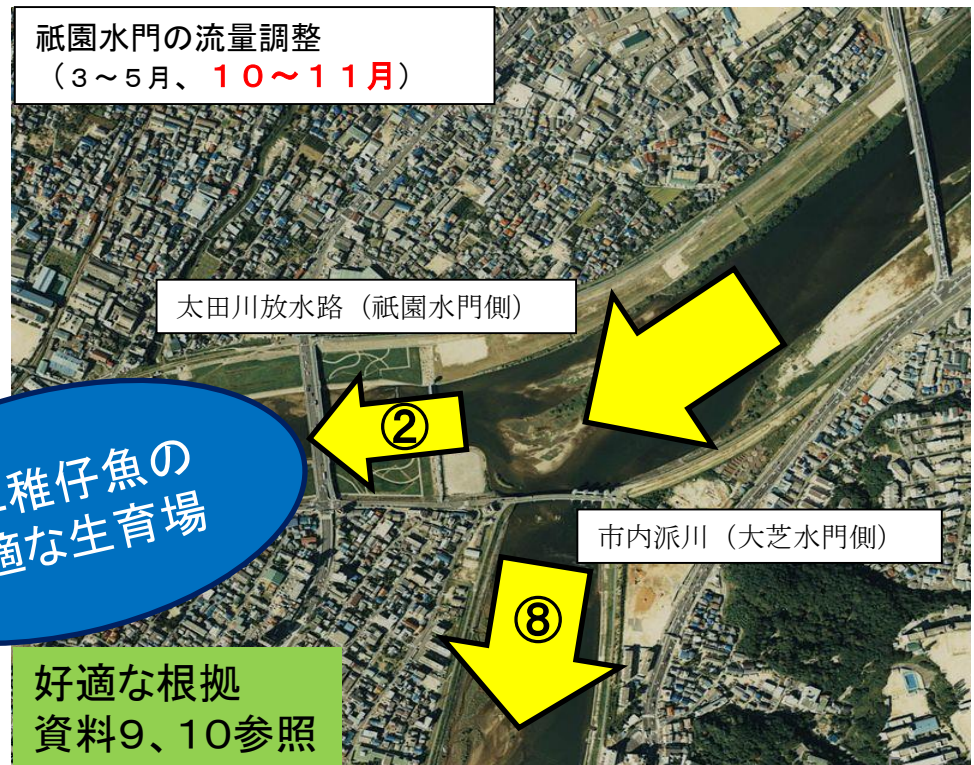 祇園水門の流量調整
（３～５月、１０～１１月）
太田川放水路（祇園水門側）
②
稚仔魚の
適な生育場
市内派川（大芝水門側）
⑧
好適な根拠
資料９、１０参照